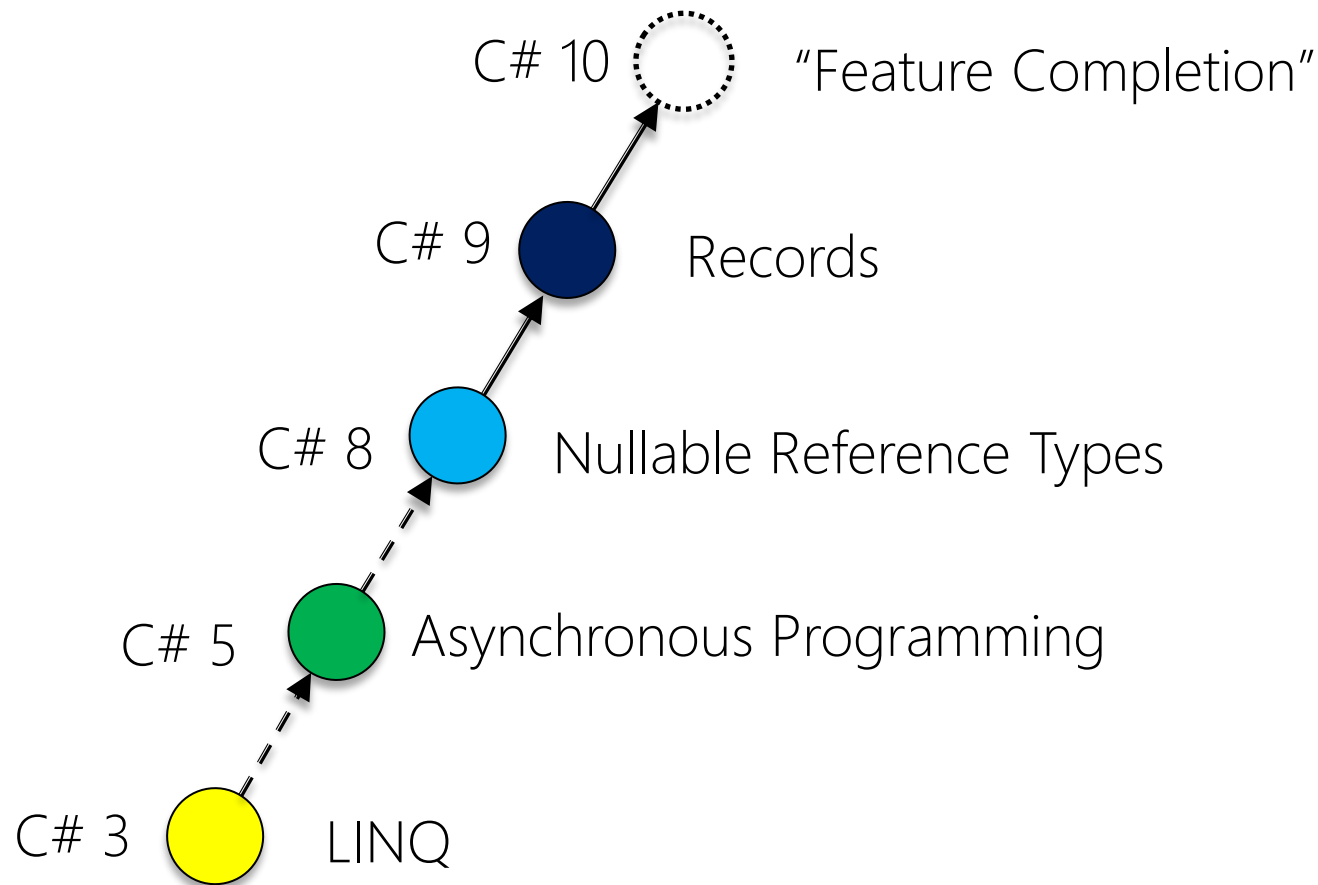 C# 10 “Feature Completion”
C# 9 Records
C# 8 Nullable Reference Types
C# 5 Asynchronous Programming
C# 3 LINQ